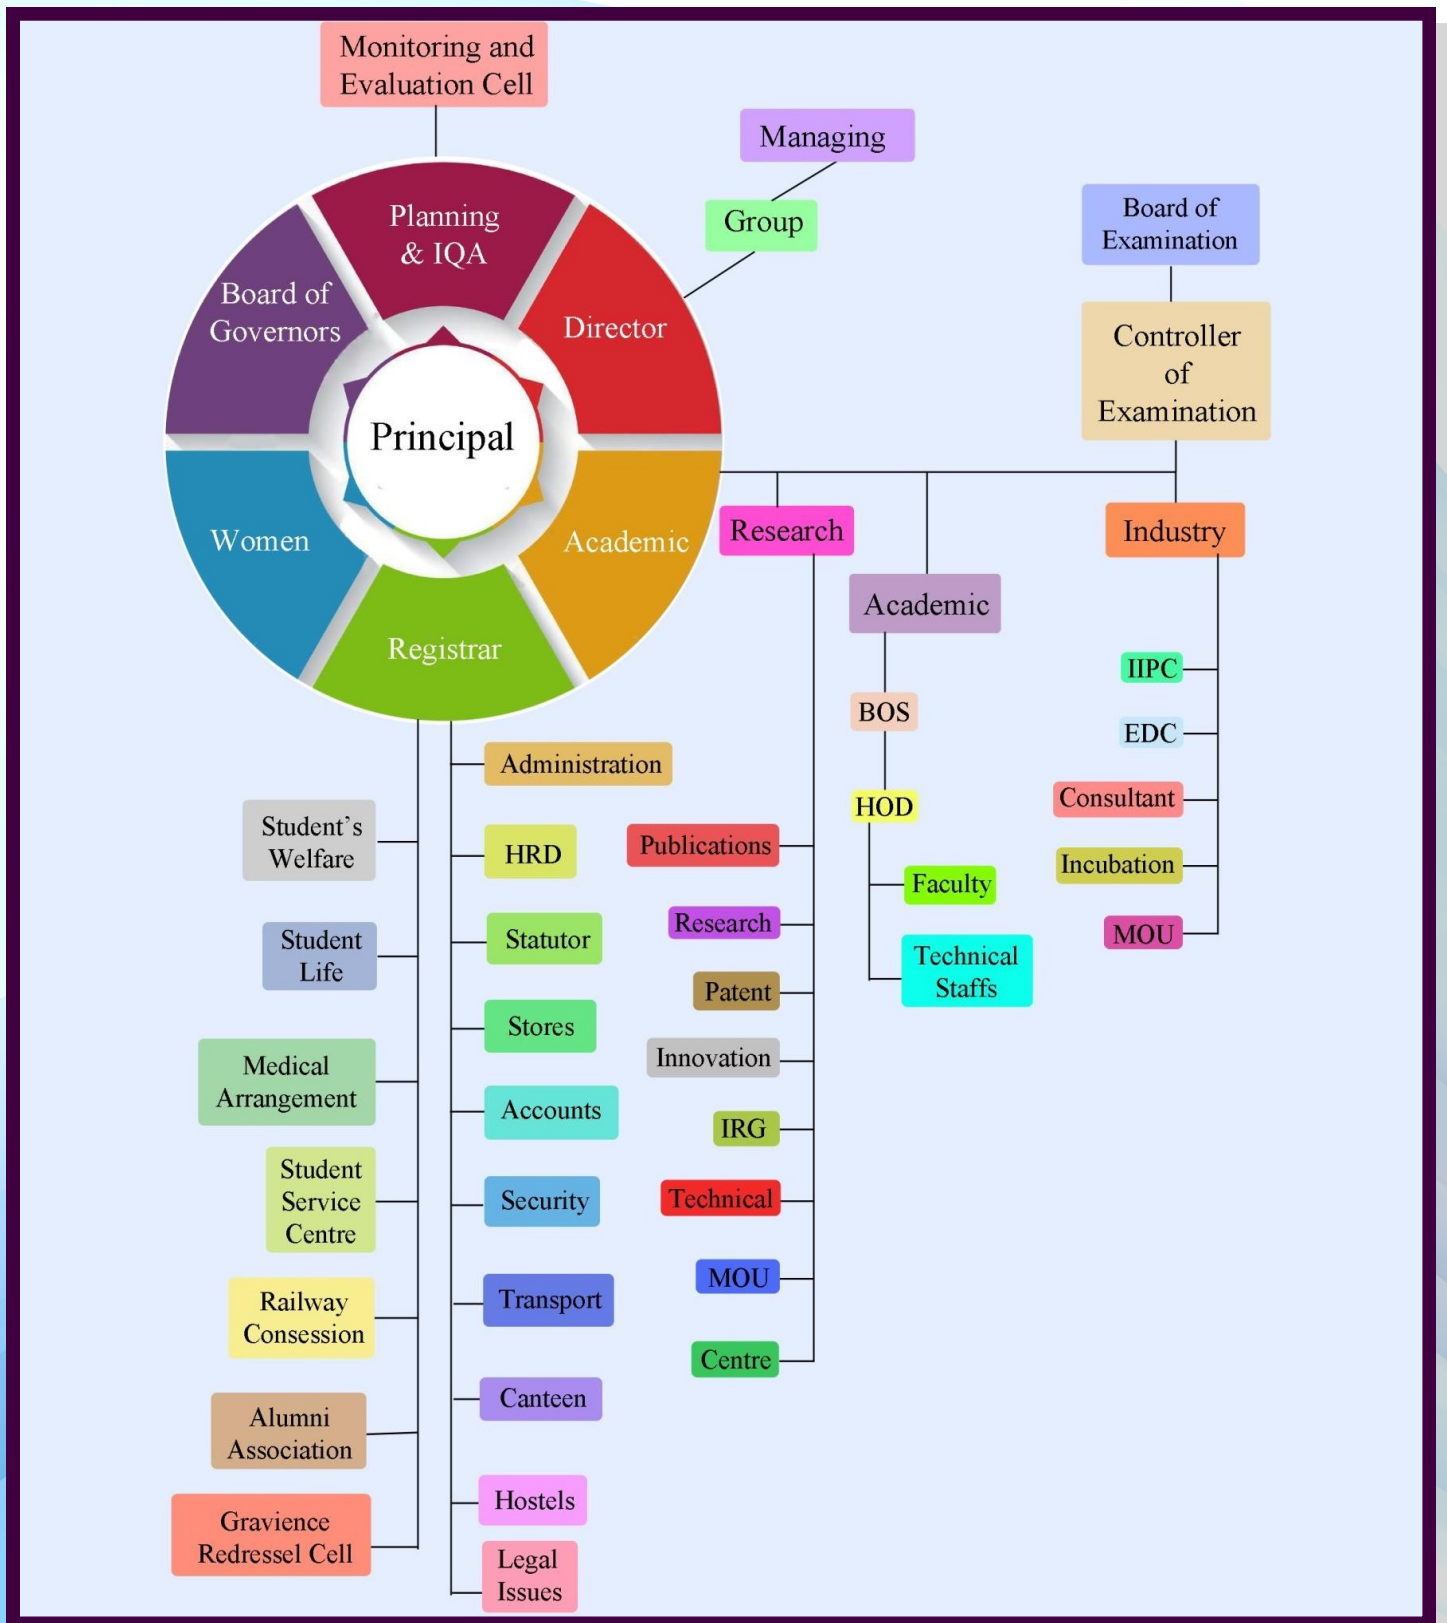 Monitoring and
Evaluation Cell
Managing
Group
Planning
& IQA
Board of
Governors
Director
Principal
Women
Academic
Registrar
Board of
Examination
Controller
of
Examination
Research
Academic
Industry
BOS
HOD
Faculty
Technical
Staffs
IIPC
EDC
Consultant
Incubation
MOU
Publications
Research
Patent
Innovation
IRG
Technical
MOU
Centre
Administration
HRD
Statutor
Stores
Accounts
Security
Transport
Canteen
Hostels
Legal
Issues
Student’s
Welfare
Student
Life
Medical
Arrangement
Student
Service
Centre
Railway
Consession
Alumni
Association
Gravience
Redressel Cell